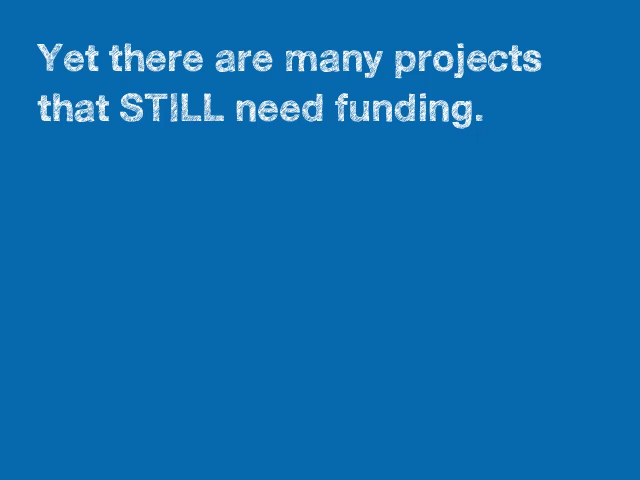 Yet there are many projects
that STILL need funding.